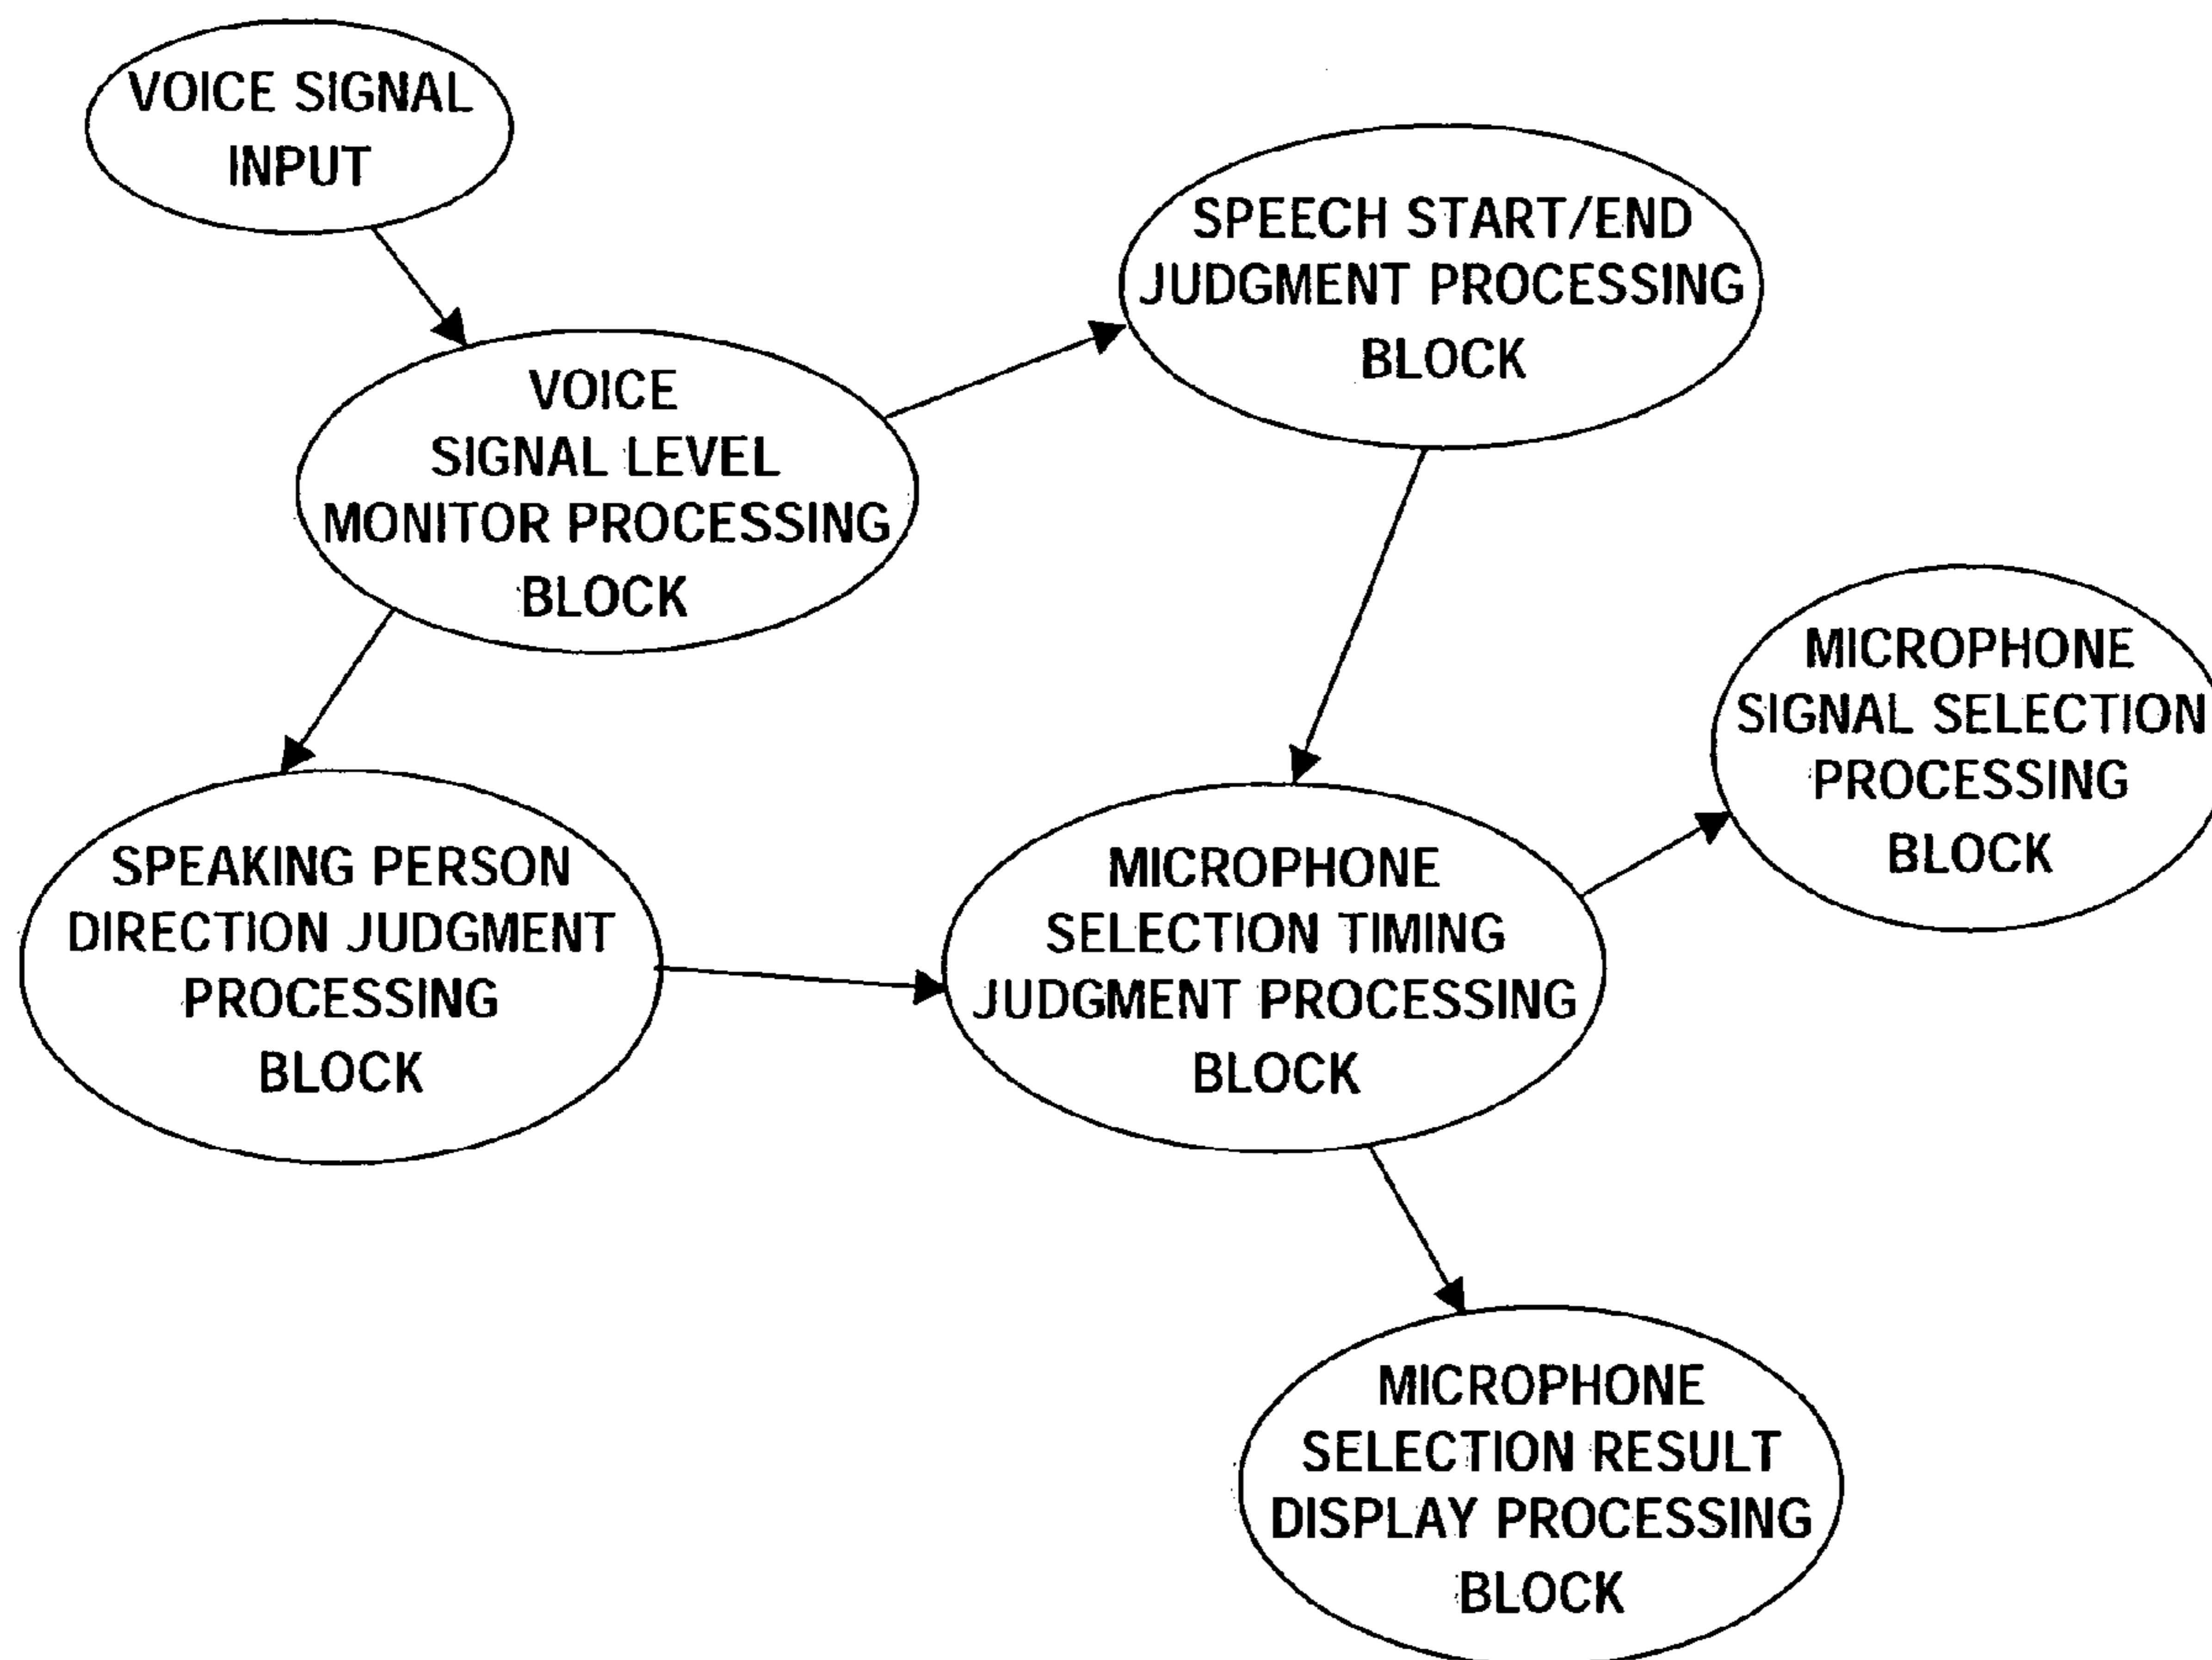 VOICE SIGNAL
INPUT
SPEECH START/END
JUDGMENT PROCESSING
BLOCK
VOICE
SIGNAL LEVEL
MONITOR PROCESSING
BLOCK
MICROPHONE
SIGNAL SELECTION
PROCESSING
BLOCK
SPEAKING PERSON
DIRECTION JUDGMENT
PROCESSING
BLOCK
MICROPHONE
SELECTION TIMING
JUDGMENT PROCESSING
BLOCK
MICROPHONE
SELECTION RESULT
DISPLAY PROCESSING
BLOCK